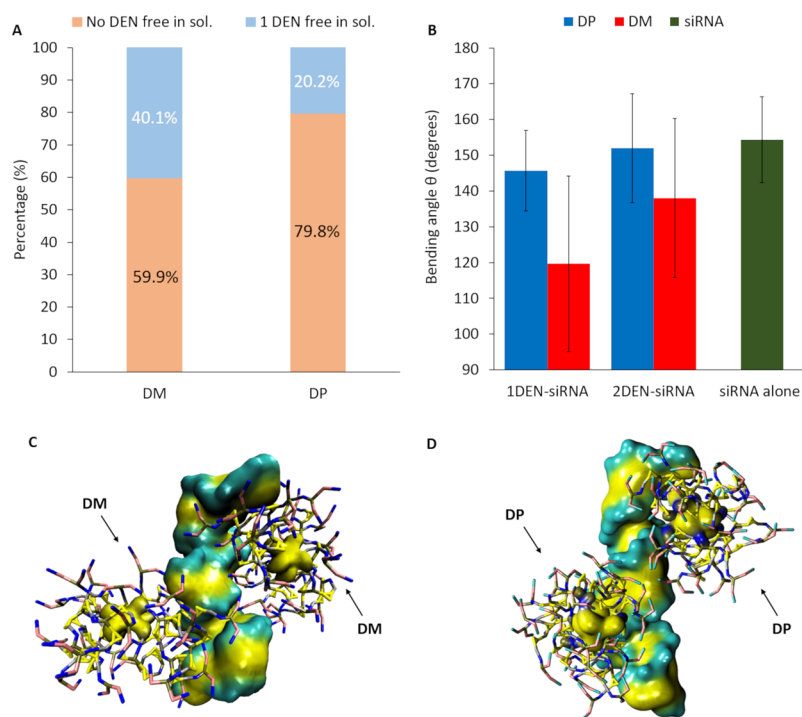 A
No DEN free in sol.
1 DEN free in sol.
Percentage (%)
100
90
80
70
60
50
40
30
20
10
0
40.1%
59.9%
20.2%
79.8%
DM
DP
B
DP
DM
siRNA
Bending angle θ (degrees)
180
170
160
150
140
130
120
110
100
90
1DEN-siRNA
2DEN-siRNA
siRNA alone
C
DM
DM
D
DP
DP